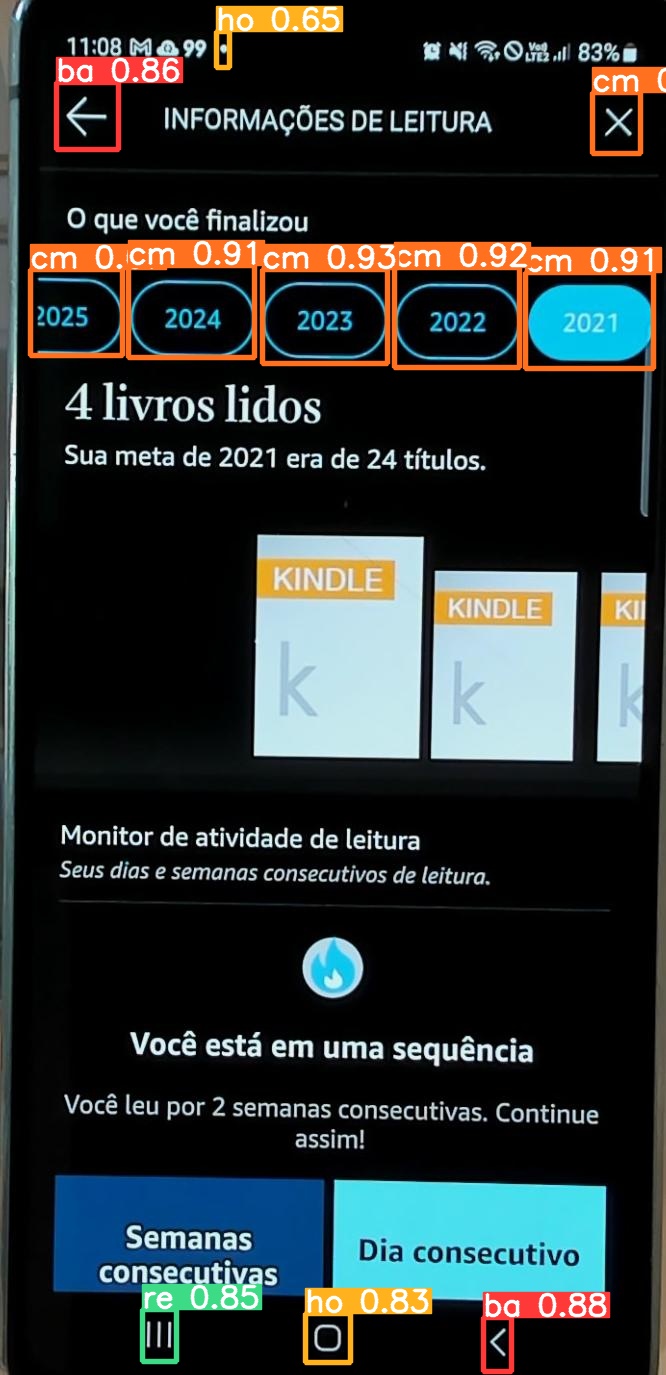 ho 0.65
11:08 99 83%
ba 0.86 cm 0
INFORMAÇÕES DE LEITURA
O que você finalizou
cm 0. cm 0.91 cm 0.93 cm 0.92 cm 0.91
2025 2024 2023 2022 2021
4 livros lidos
Sua meta de 2021 era de 24 títulos.
KINDLE KINDLE KI
k k k
Monitor de atividade de leitura
Seus dias e semanas consecutivos de leitura.
Você está em uma sequência
Você leu por 2 semanas consecutivas. Continue
assim!
Semanas
consecutivas
Dia consecutivo
re 0.85 ho 0.83 ba 0.88